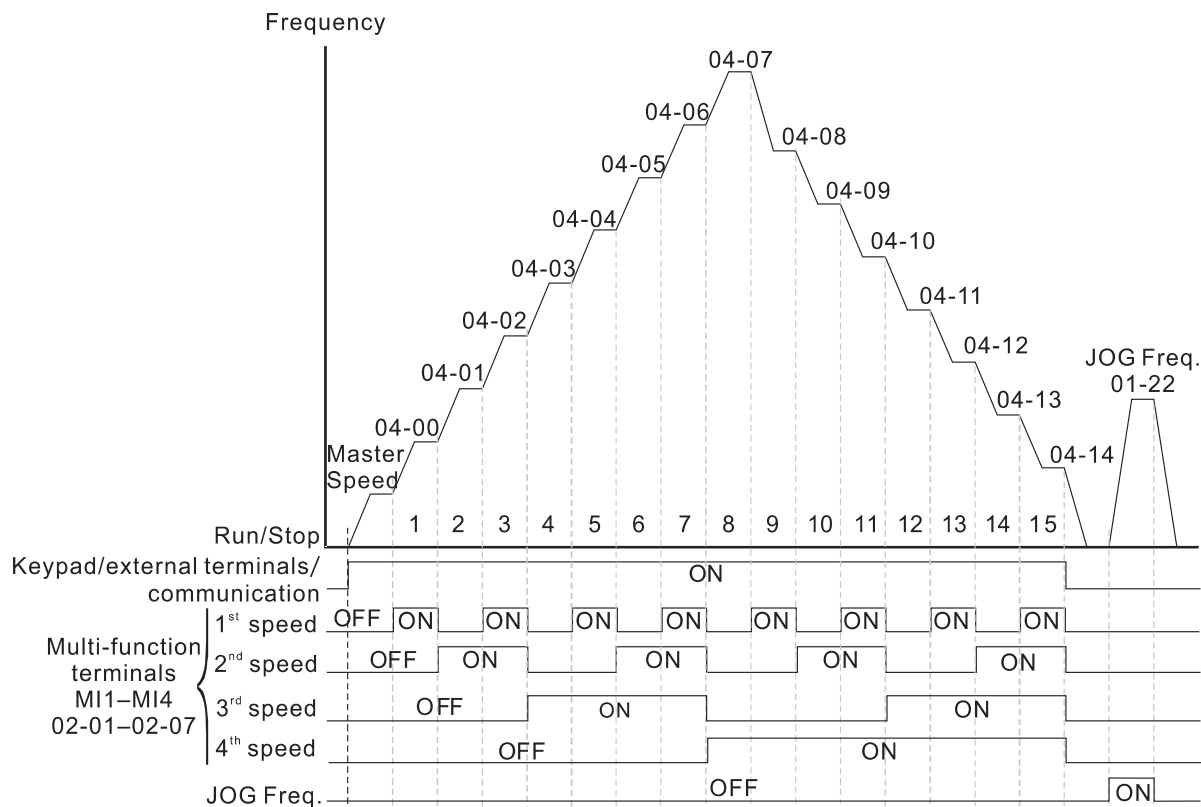 Frequency
04-07
04-06
04-08
04-05
04-09
04-04
04-10
04-03
04-11
04-02
04-12
JOG Freq.
01-22
04-01
04-13
04-00
04-14
Master
Speed
1 2 3 4 5 6 7 8 9 10 11 12 13 14 15
Run/Stop
Keypad/external terminals/
communication
ON
Multi-function
terminals
MI1–MI4
02-01–02-07
1st speed OFF ON ON ON ON ON ON ON ON
2nd speed OFF ON ON ON ON
3rd speed OFF ON ON
4th speed OFF ON
JOG Freq. OFF ON